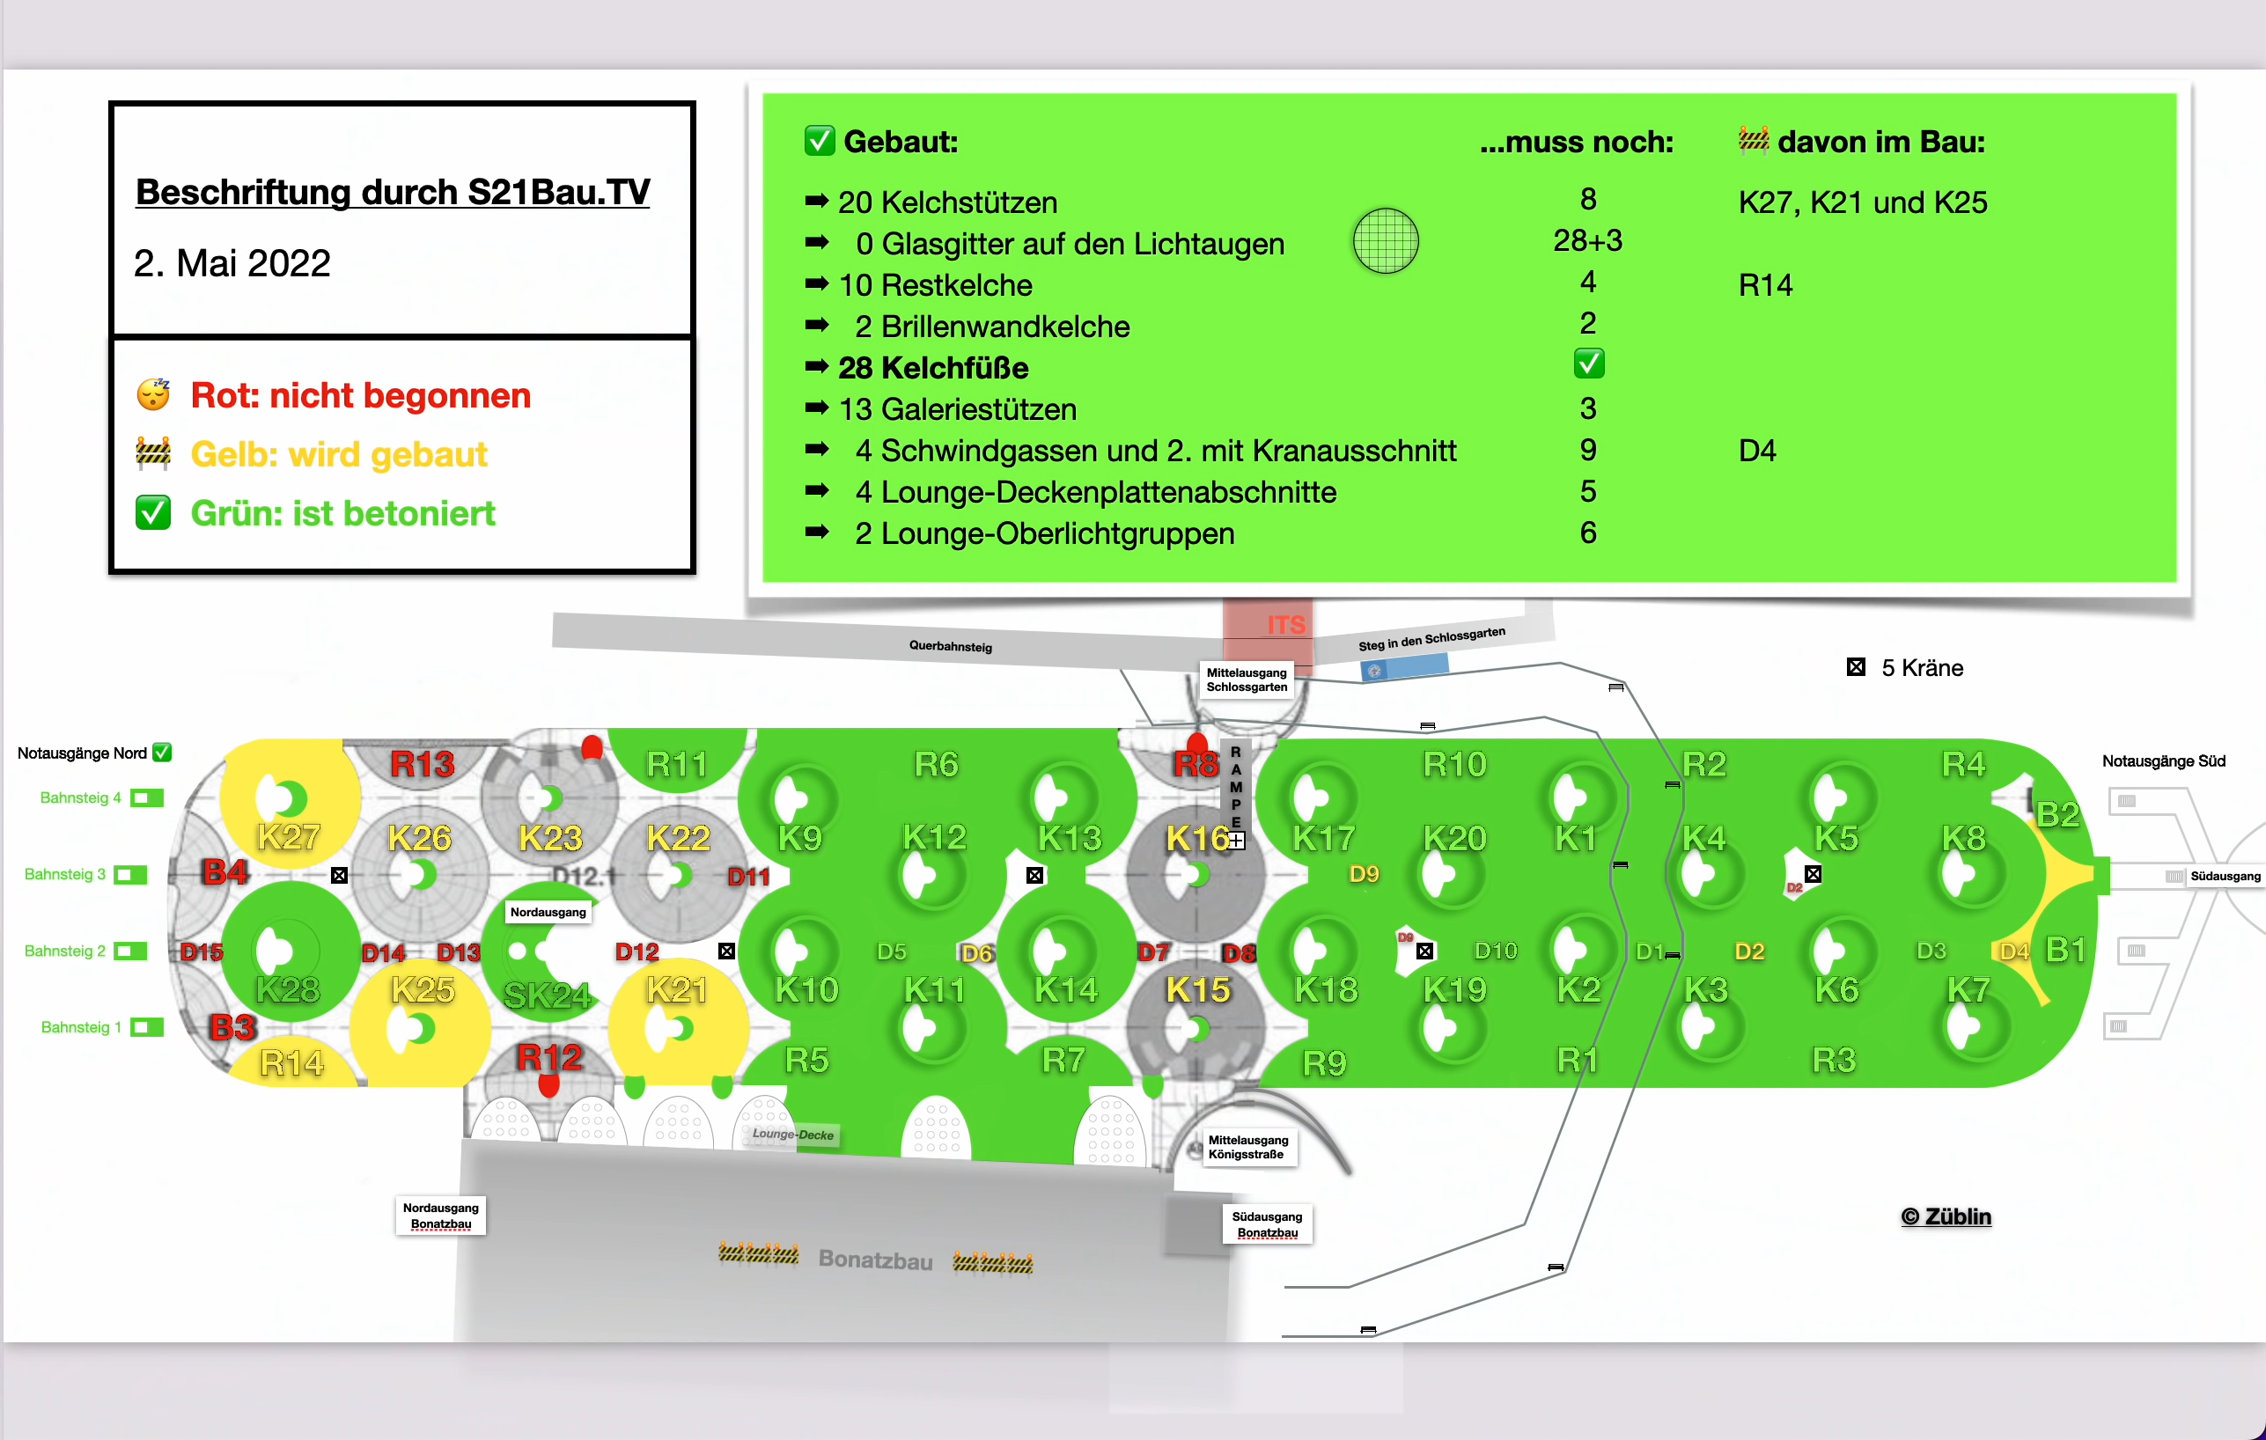 Beschriftung durch S21Bau.TV
2. Mai 2022
Rot: nicht begonnen
Gelb: wird gebaut
Grün: ist betoniert
Gebaut: ...muss noch: davon im Bau:
20 Kelchstützen 8 K27, K21 und K25
0 Glasgitter auf den Lichtaugen 28+3
10 Restkelche 4 R14
2 Brillenwandkelche 2
28 Kelchfüße
13 Galeriestützen 3
4 Schwindgassen und 2. mit Kranausschnitt 9 D4
4 Lounge-Deckenplattenabschnitte 5
2 Lounge-Oberlichtgruppen 6
ITS
Querbahnsteig
Steg in den Schlossgarten
Mittelausgang
Schlossgarten
5 Kräne
Notausgänge Nord
Notausgänge Süd
R13 R11 R6 R8 R10 R2 R4
RAMPE
Bahnsteig 4
B2
K27 K26 K23 K22 K9 K12 K13 K16 K17 K20 K1 K4 K5 K8
Bahnsteig 3
B4 D12.1 D11 D9 D2
Südausgang
Nordausgang
D9
Bahnsteig 2
D15 D14 D13 D12 D5 D6 D7 D8 D10 D1 D2 D3 D4 B1
K28 K25 SK24 K21 K10 K11 K14 K15 K18 K19 K2 K3 K6 K7
Bahnsteig 1
B3
R14 R12 R5 R7 R9 R1 R3
Lounge-Decke
Mittelausgang
Königsstraße
Nordausgang
Bonatzbau
Südausgang
Bonatzbau
© Züblin
Bonatzbau